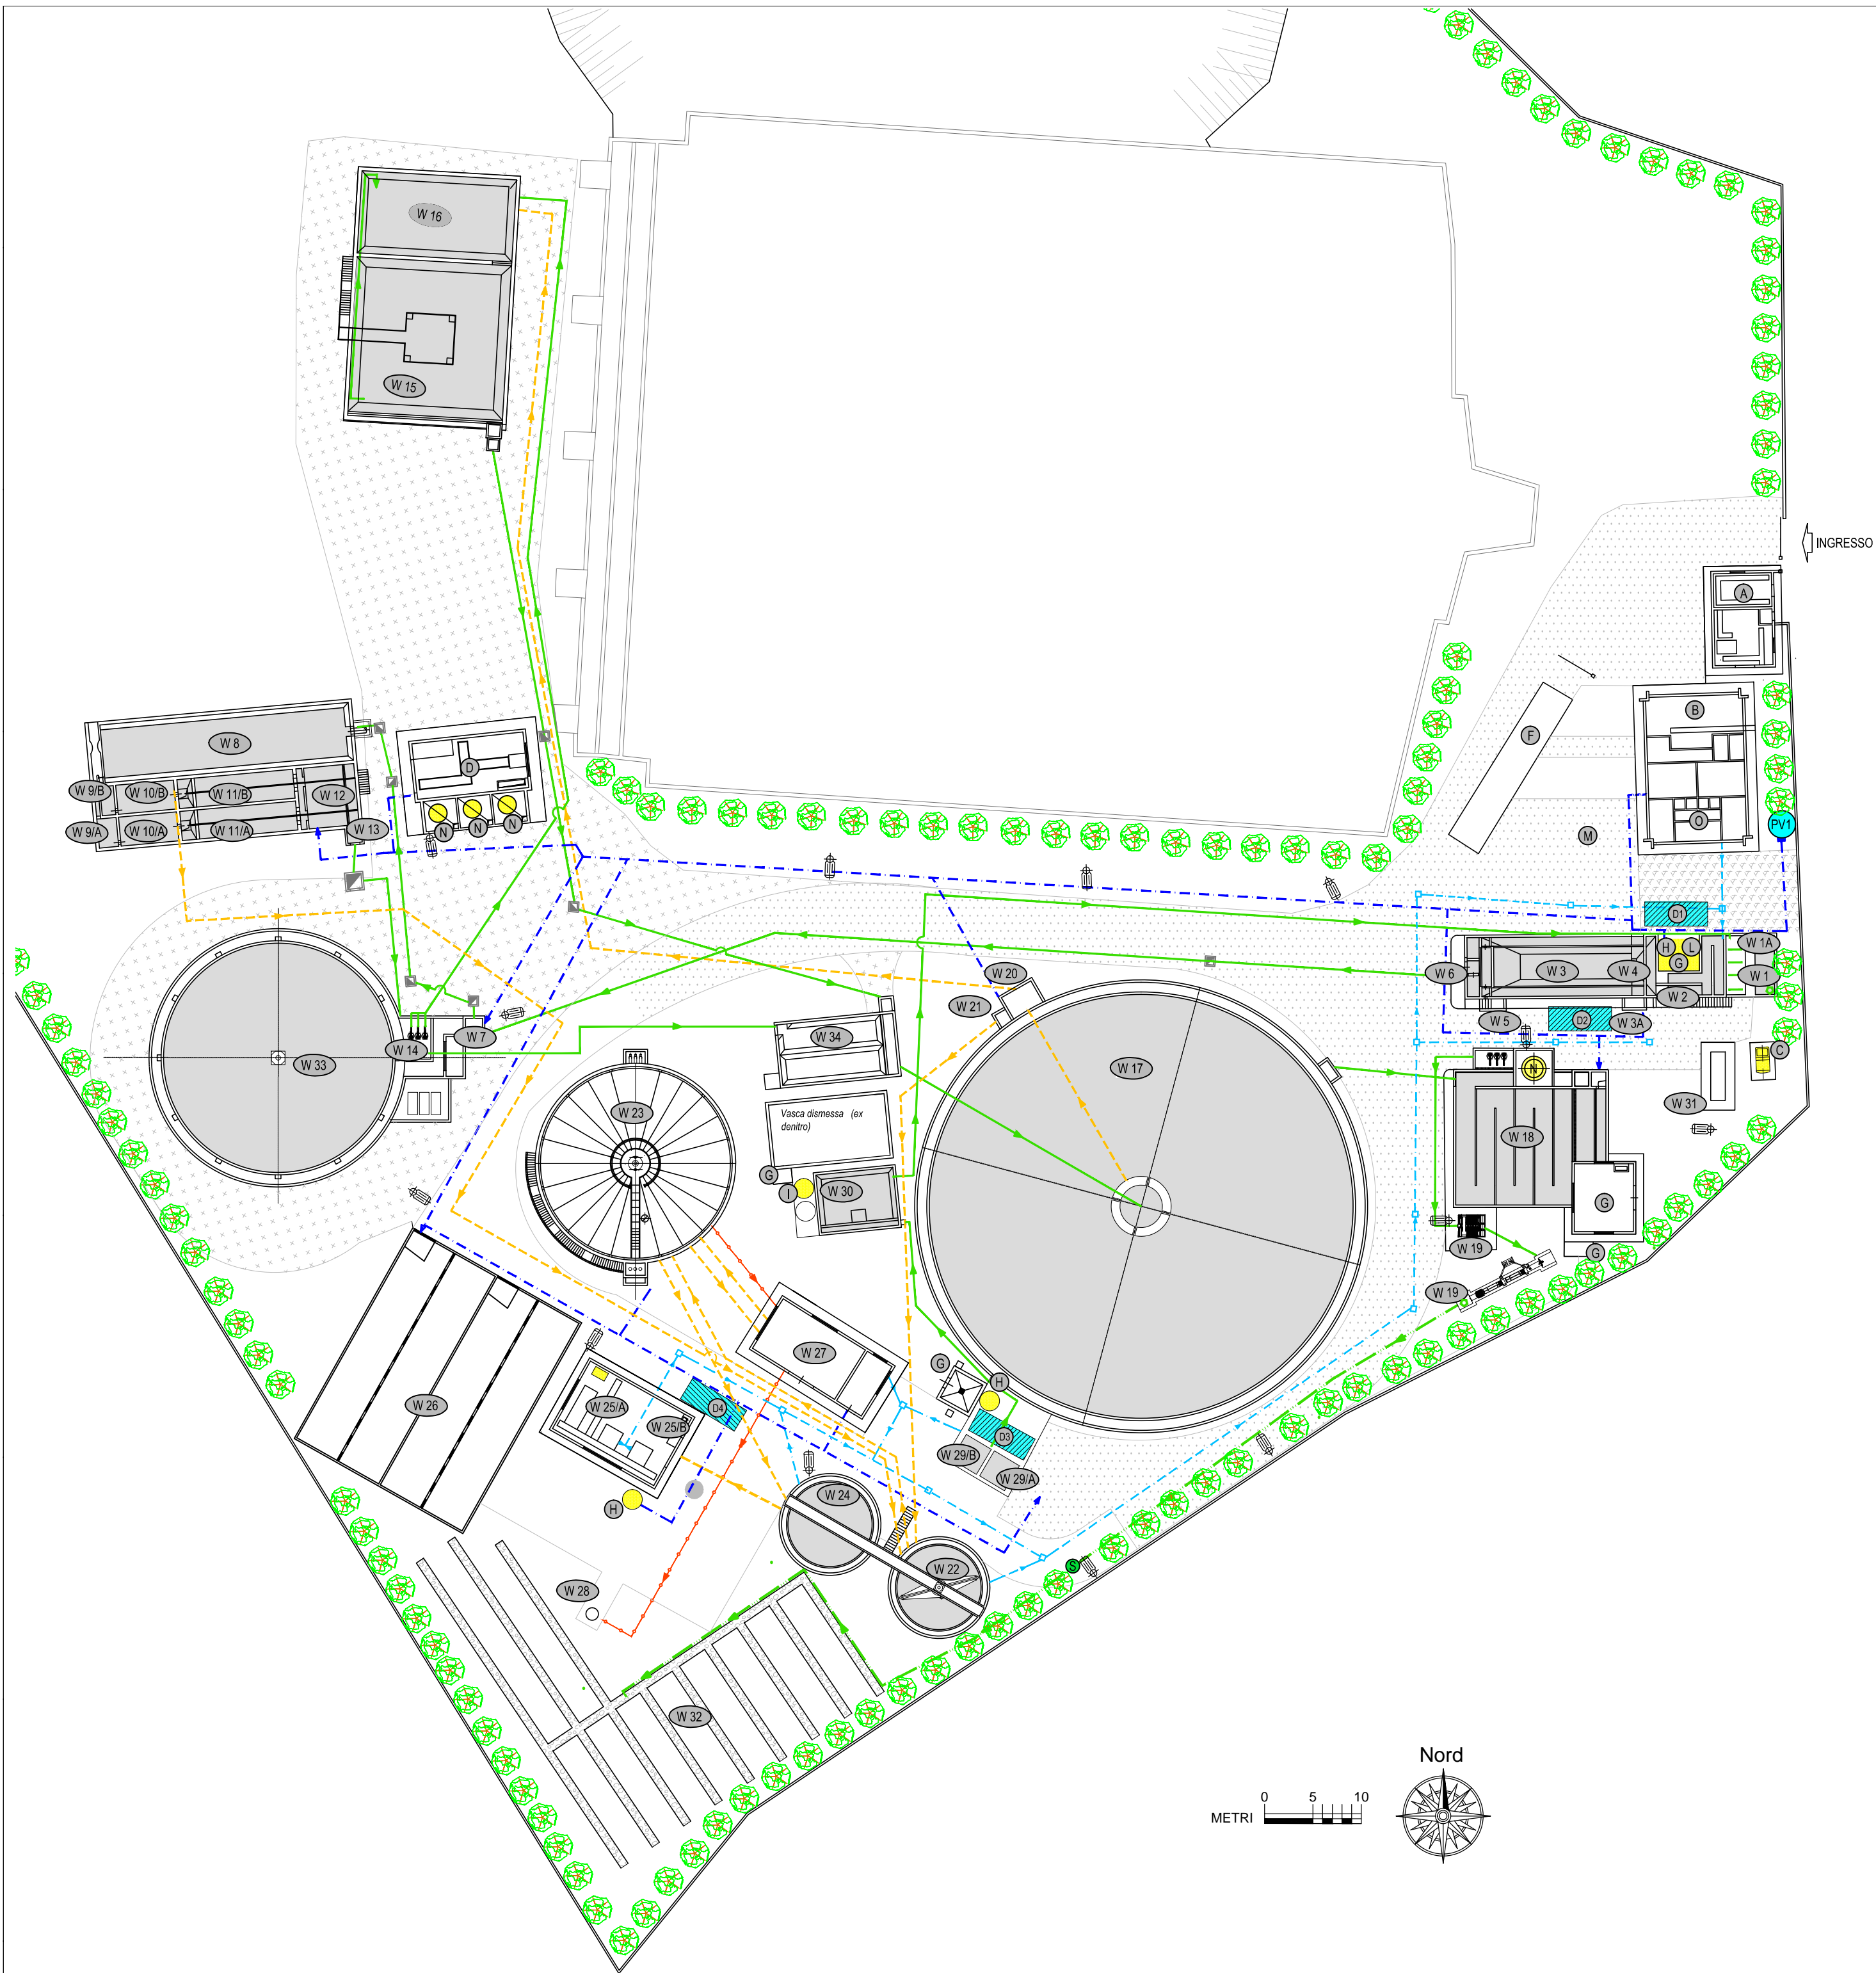 W 16
W 15
INGRESSO
A
B
F
W 8
D
O
PV1
W 9/B
W 10/B
W 11/B
W 12
M
W 9/A
W 10/A
W 11/A
W 13
N
N
N
D1
W 20
H
L
W 1A
W 6
W 3
W 4
G
W 1
W 21
W 2
W 5
D2
W 3A
W 34
W 7
W 14
W 33
W 17
N
C
W 23
Vasca dismessa (ex
denitro)
W 31
W 18
G
I
W 30
G
W 19
G
W 19
W 27
G
H
W 26
W 25/A
D4
W 25/B
D3
W 29/B
W 29/A
H
W 24
W 22
S
W 28
W 32
Nord
0 5 10
METRI